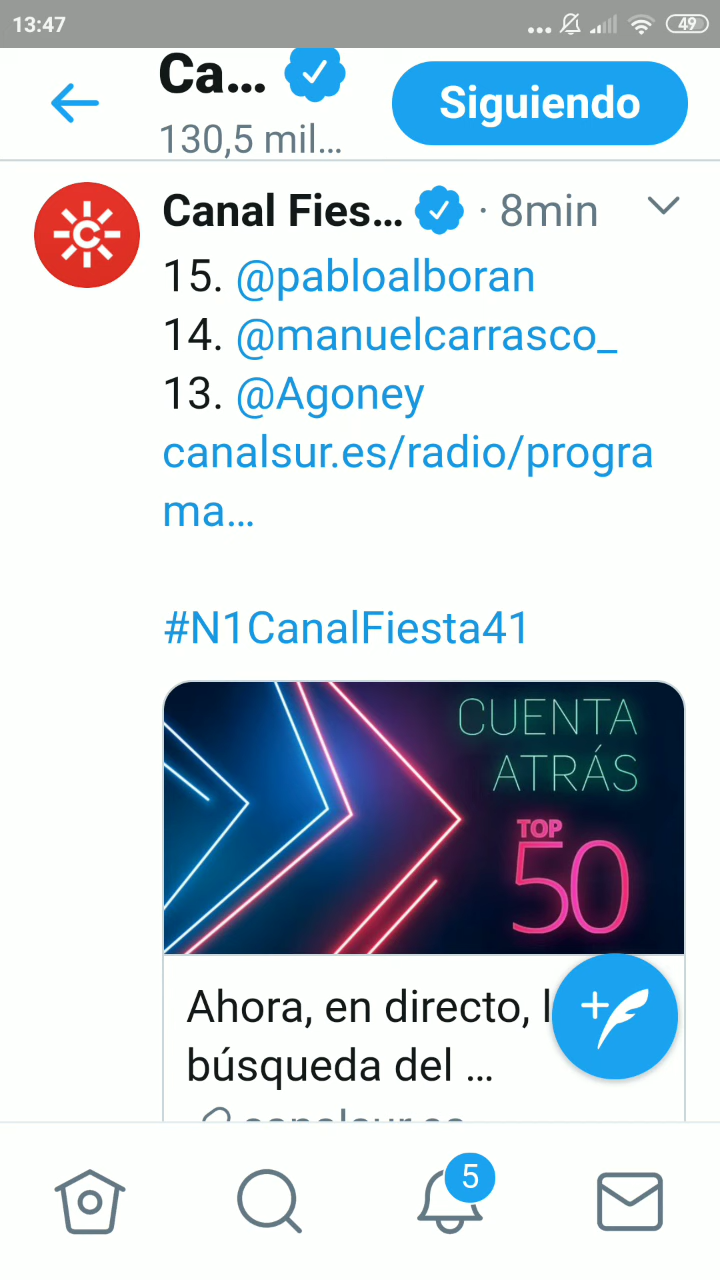 13:47
49
Ca...
130,5 mil...
Siguiendo
Canal Fies... · 8min
15. @pabloalboran
14. @manuelcarrasco_
13. @Agoney
canalsur.es/radio/progra
ma...
#N1CanalFiesta41
CUENTA
ATRÁS
TOP
50
Ahora, en directo, l
búsqueda del ...
5